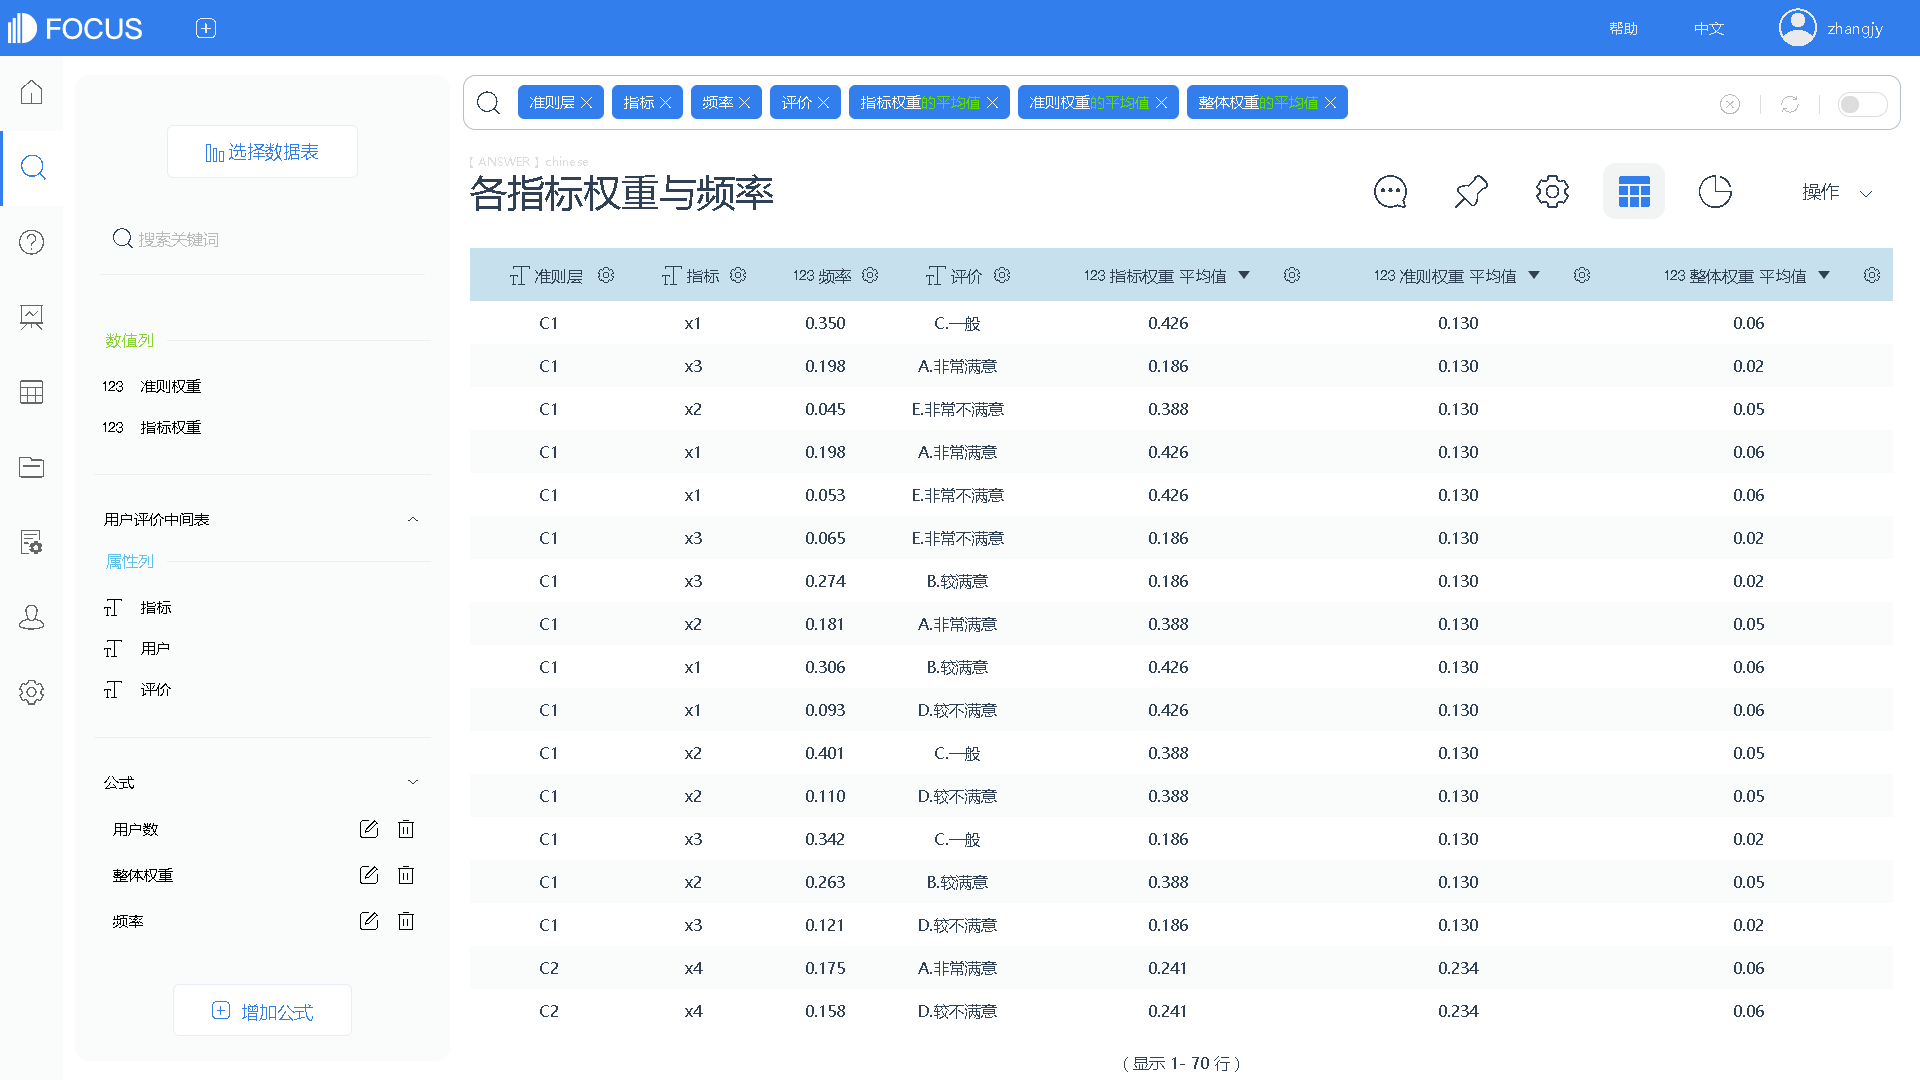 FOCUS
帮助
中文
zhangjy
选择数据表
搜索关键词
数值列
123 准则权重
123 指标权重
用户评价中间表
属性列
指标
用户
评价
公式
用户数
整体权重
频率
增加公式
准则层 指标 频率 评价 指标权重的平均值 准则权重的平均值 整体权重的平均值
【 ANSWER 】chinese
各指标权重与频率
操作
准则层 指标 123 频率 评价 123 指标权重 平均值 123 准则权重 平均值 123 整体权重 平均值
C1 x1 0.350 C.一般 0.426 0.130 0.06
C1 x3 0.198 A.非常满意 0.186 0.130 0.02
C1 x2 0.045 E.非常不满意 0.388 0.130 0.05
C1 x1 0.198 A.非常满意 0.426 0.130 0.06
C1 x1 0.053 E.非常不满意 0.426 0.130 0.06
C1 x3 0.065 E.非常不满意 0.186 0.130 0.02
C1 x3 0.274 B.较满意 0.186 0.130 0.02
C1 x2 0.181 A.非常满意 0.388 0.130 0.05
C1 x1 0.306 B.较满意 0.426 0.130 0.06
C1 x1 0.093 D.较不满意 0.426 0.130 0.06
C1 x2 0.401 C.一般 0.388 0.130 0.05
C1 x2 0.110 D.较不满意 0.388 0.130 0.05
C1 x3 0.342 C.一般 0.186 0.130 0.02
C1 x2 0.263 B.较满意 0.388 0.130 0.05
C1 x3 0.121 D.较不满意 0.186 0.130 0.02
C2 x4 0.175 A.非常满意 0.241 0.234 0.06
C2 x4 0.158 D.较不满意 0.241 0.234 0.06
( 显示 1- 70 行 )